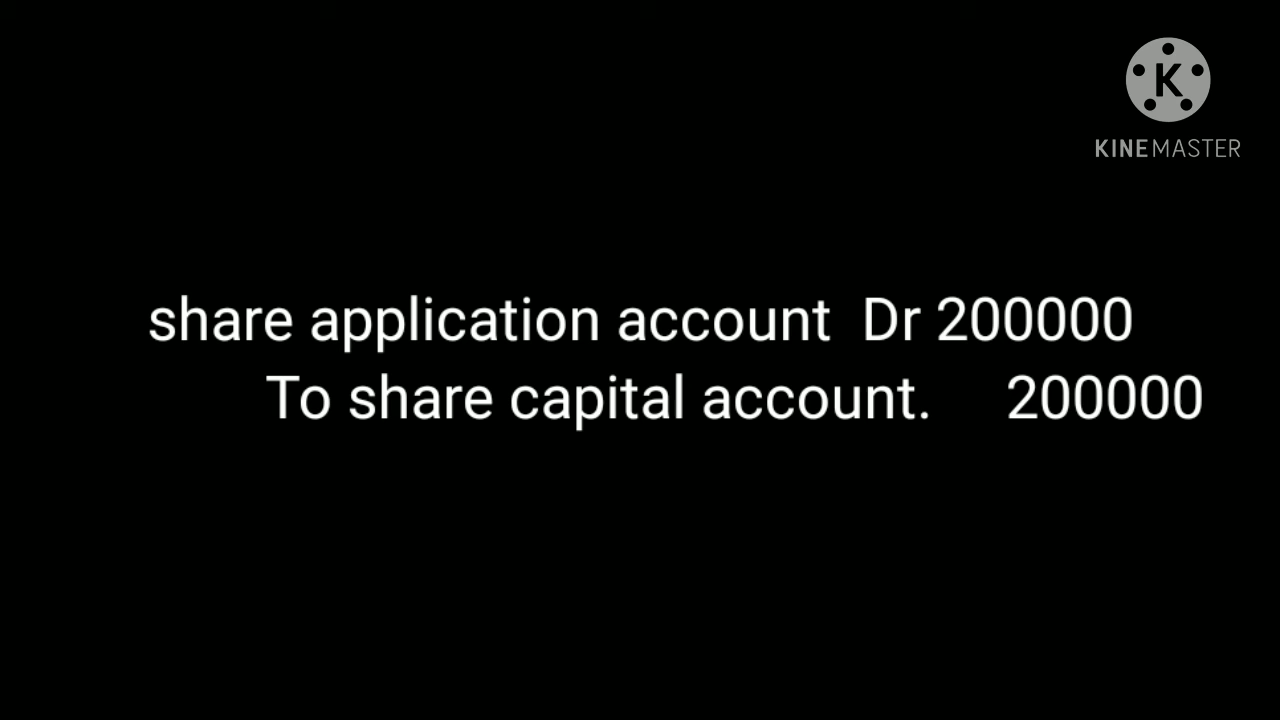 K
KINEMASTER
share application account Dr 200000
To share capital account. 200000